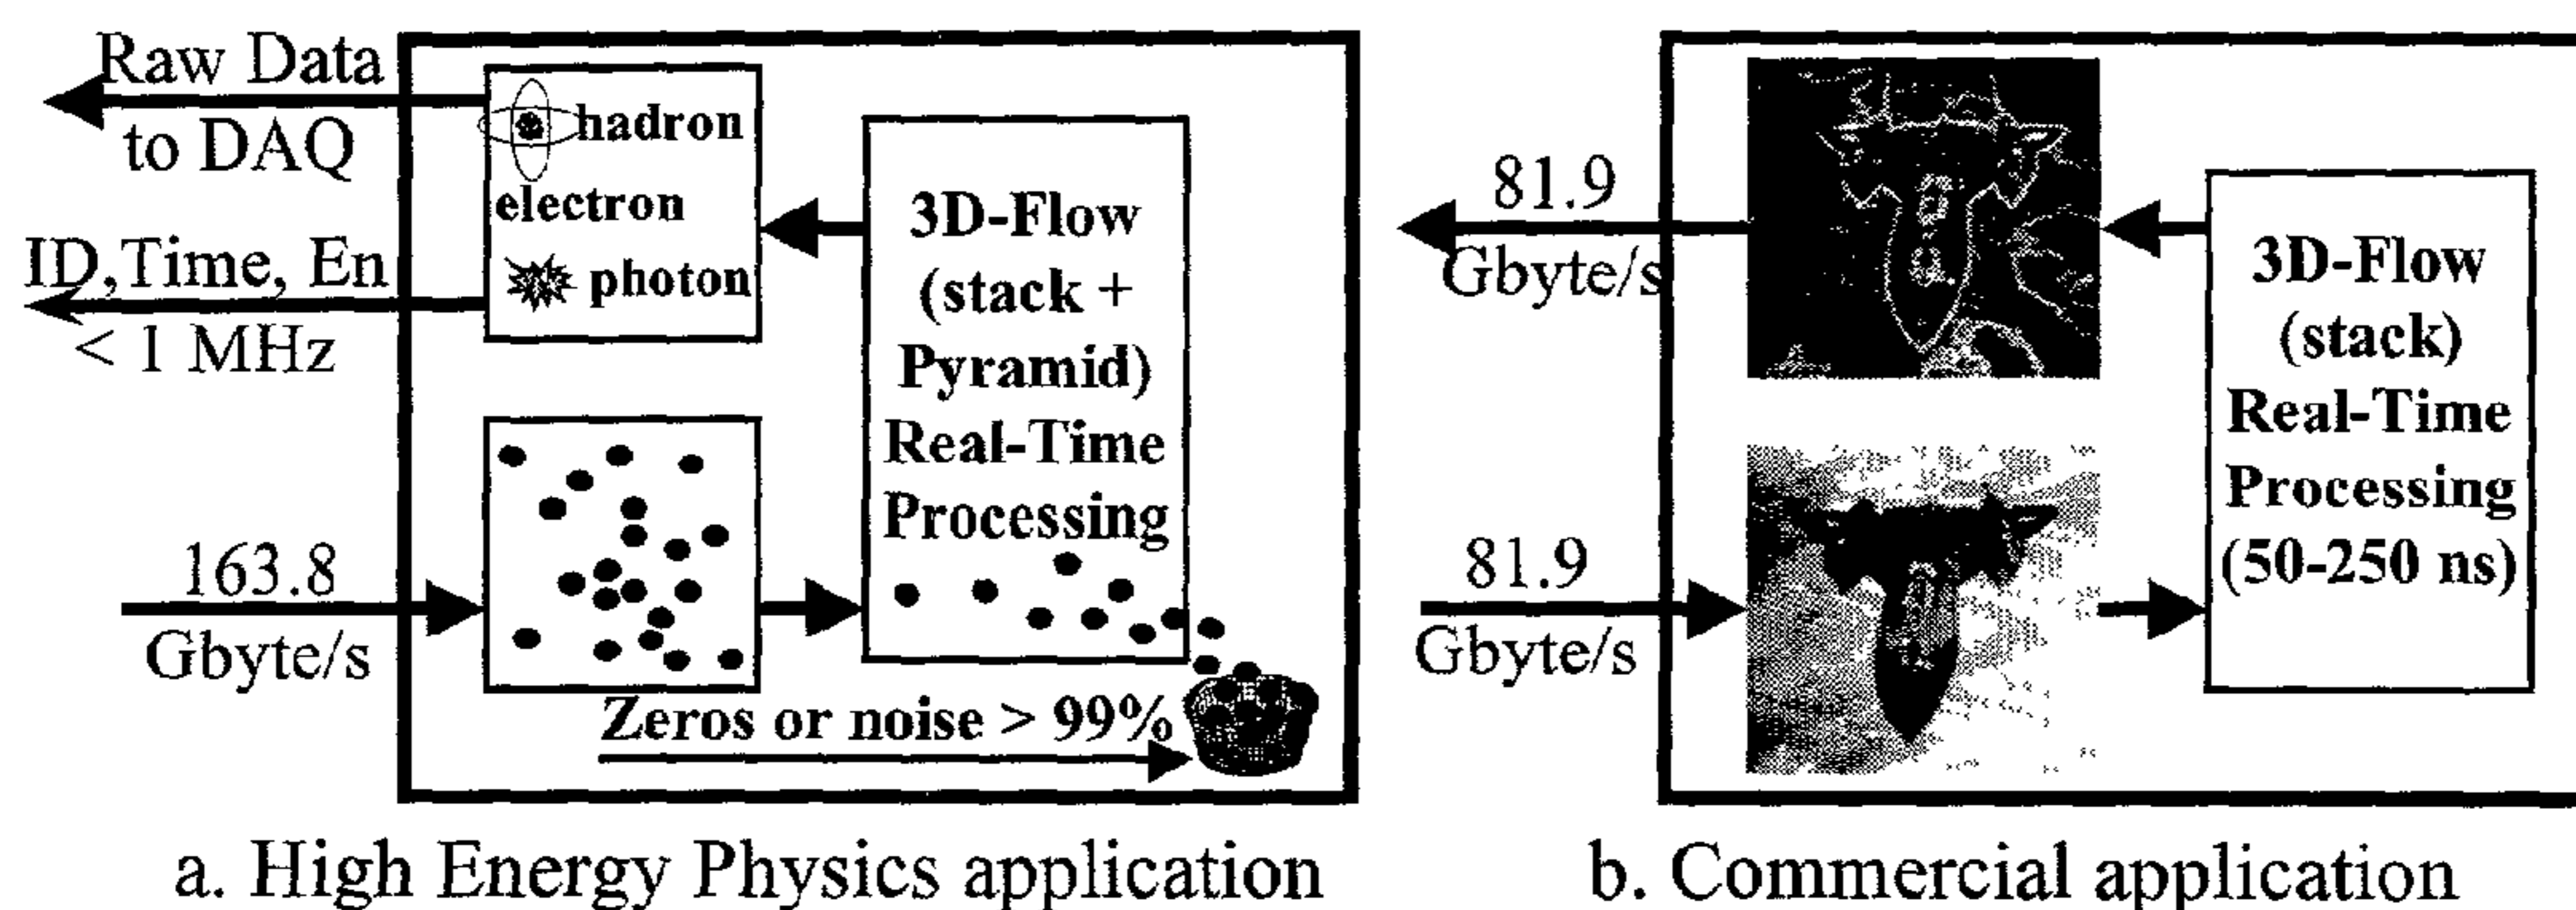 Raw Data
to DAQ
ID,Time, En
< 1 MHz
hadron
electron
photon
3D-Flow
(stack +
Pyramid)
Real-Time
Processing
163.8
Gbyte/s
Zeros or noise > 99%
a. High Energy Physics application
81.9
Gbyte/s
81.9
Gbyte/s
3D-Flow
(stack)
Real-Time
Processing
(50-250 ns)
b. Commercial application